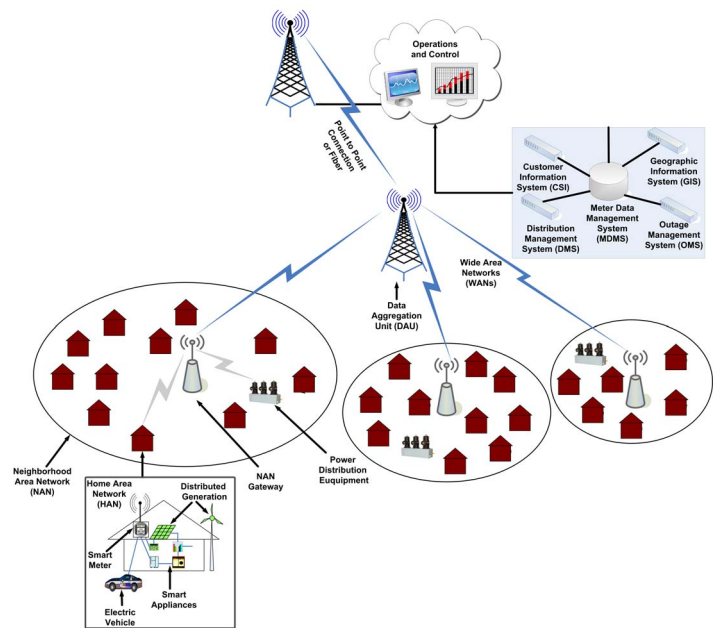 Operations
and Control
Point to Point
Connection
or Fiber
Customer
Information
System (CSI)
Geographic
Information
System (GIS)
Distribution
Management
System (DMS)
Meter Data
Management
System
(MDMS)
Outage
Management
System (OMS)
Wide Area
Networks
(WANs)
Data
Aggregation
Unit (DAU)
Neighborhood
Area Network
(NAN)
Home Area
Network
(HAN)
Distributed
Generation
NAN
Gateway
Power
Distribution
Euquipment
Smart
Meter
Smart
Appliances
Electric
Vehicle